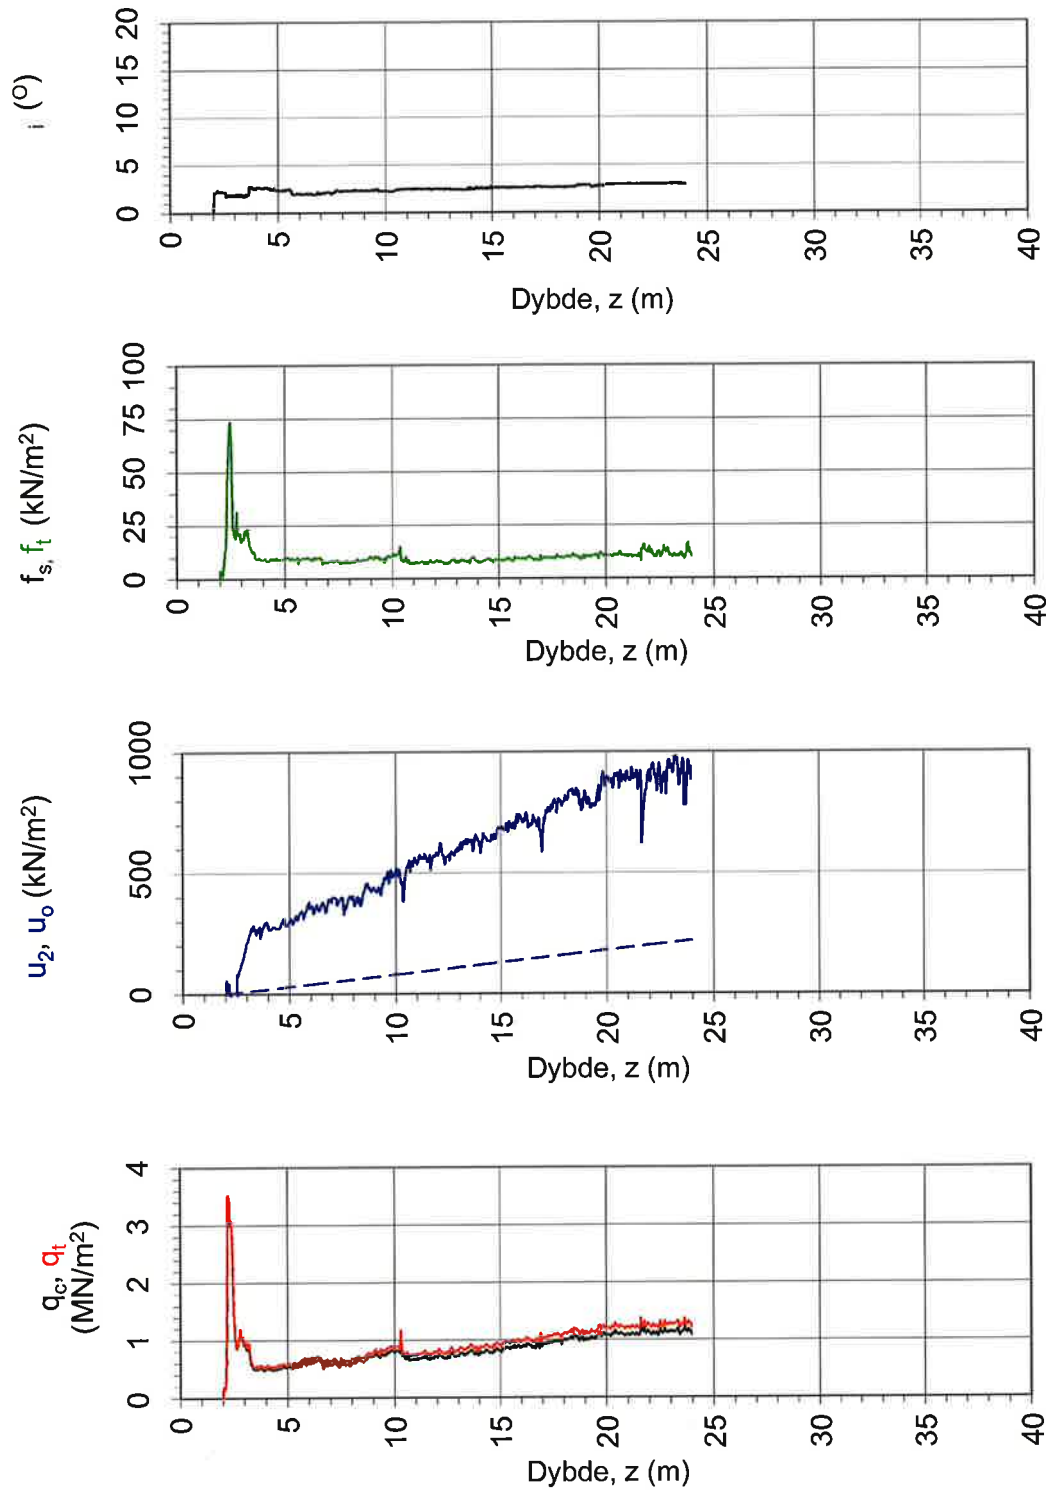 i (°)
20
15
10
5
0
0 5 10 15 20 25 30 35 40
Dybde, z (m)
fs, ft (kN/m²)
100
75
50
25
0
0 5 10 15 20 25 30 35 40
Dybde, z (m)
u2, uo (kN/m²)
1000
500
0
0 5 10 15 20 25 30 35 40
Dybde, z (m)
qc, qt
(MN/m²)
4
3
2
1
0
0 5 10 15 20 25 30 35 40
Dybde, z (m)